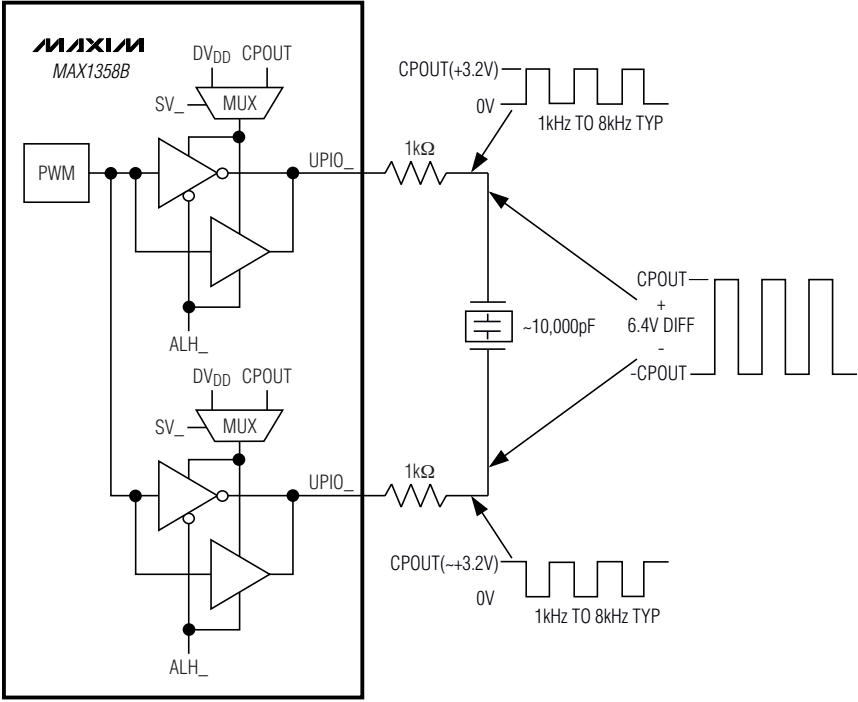 MAXIM
MAX1358B
DVDD CPOUT
SV_
MUX
PWM
UPIO_
ALH_
DVDD CPOUT
SV_
MUX
UPIO_
ALH_
1kΩ
CPOUT(+3.2V)
0V
1kHz TO 8kHz TYP
~10,000pF
CPOUT
+
6.4V DIFF
-
-CPOUT
1kΩ
CPOUT(~+3.2V)
0V
1kHz TO 8kHz TYP